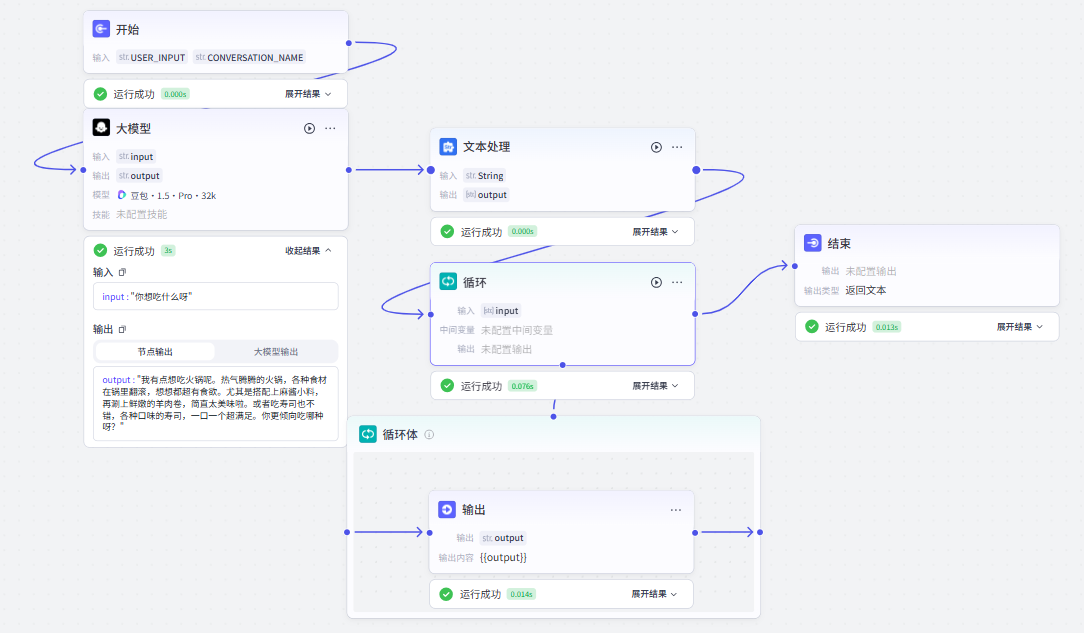 开始
输入 str. USER_INPUT str. CONVERSATION_NAME
运行成功 0.000s 展开结果
大模型
输入 str. input
输出 str. output
模型 豆包·1.5·Pro·32k
技能 未配置技能
运行成功 3s 收起结果
输入
input : "你想吃什么呀"
输出
节点输出 大模型输出
output : "我有点想吃火锅呢。热气腾腾的火锅，各种食材
在锅里翻滚，想想都超有食欲。尤其是搭配上麻酱小料，
再涮上鲜嫩的羊肉卷，简直太美味啦。或者吃寿司也不
错，各种口味的寿司，一口一个超满足。你更倾向吃哪种
呀？"
文本处理
输入 str. String
输出 output
运行成功 0.000s 展开结果
循环
输入 input
中间变量 未配置中间变量
输出 未配置输出
运行成功 0.076s 展开结果
循环体
输出
输出 str. output
输出内容 {{output}}
运行成功 0.014s 展开结果
结束
输出 未配置输出
输出类型 返回文本
运行成功 0.013s 展开结果